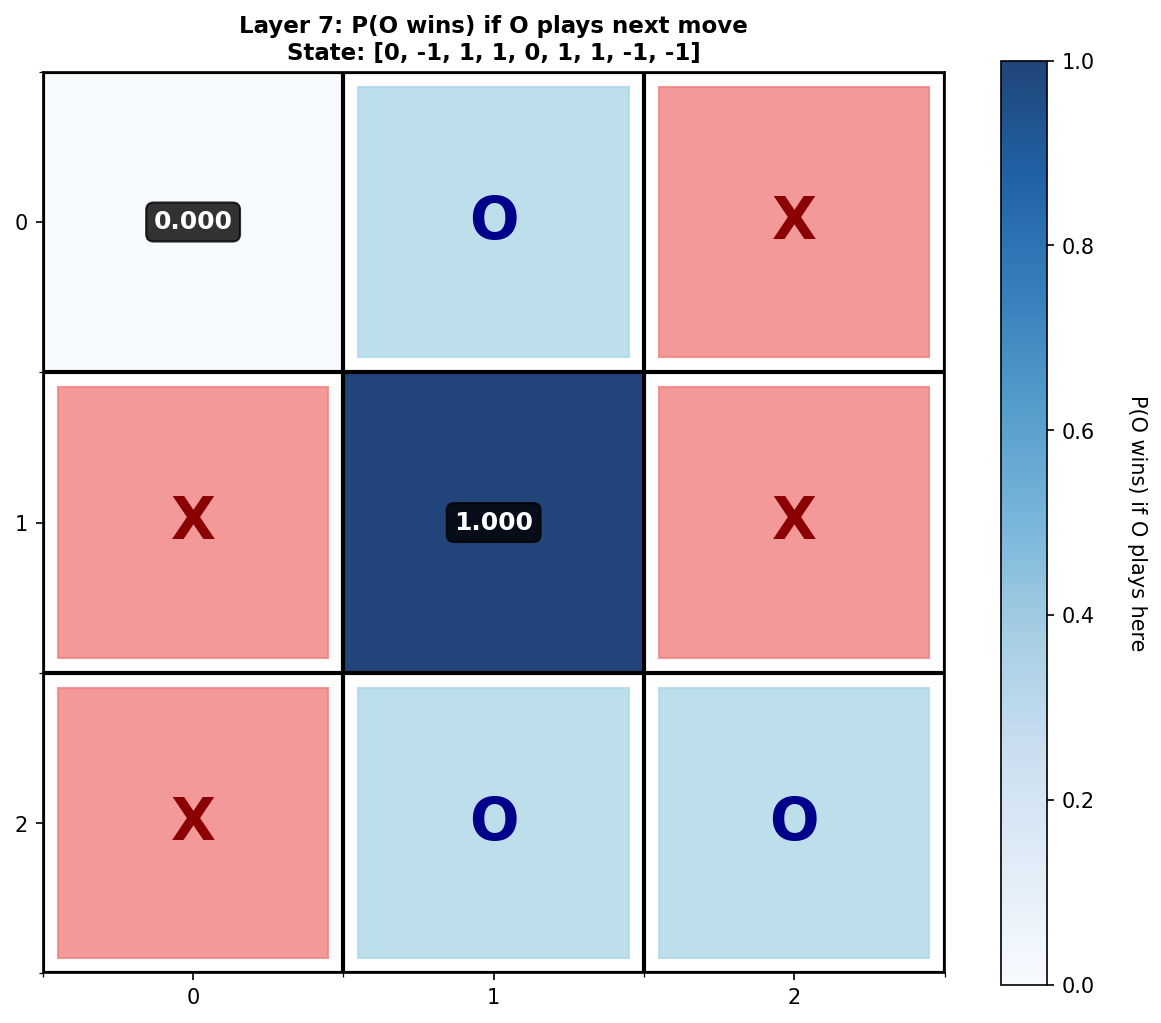 Layer 7: P(O wins) if O plays next move
State: [0, -1, 1, 1, 0, 1, 1, -1, -1]
0.000
O
X
X
1.000
X
X
O
O
0
1
2
0
1
2
1.0
0.8
0.6
0.4
0.2
0.0
P(O wins) if O plays here